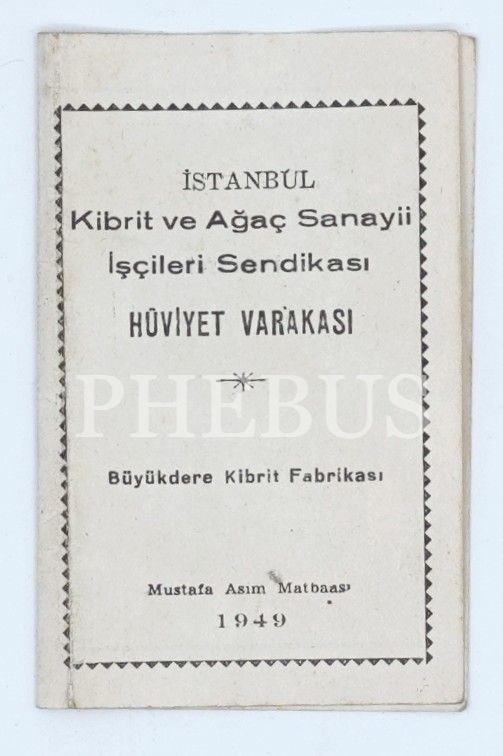 İSTANBUL
Kibrit ve Ağaç Sanayii
İşçileri Sendikası
HÜVİYET VARAKASI
PHEBUS
Büyükdere Kibrit Fabrikası
Mustafa Asım Matbaası
1949